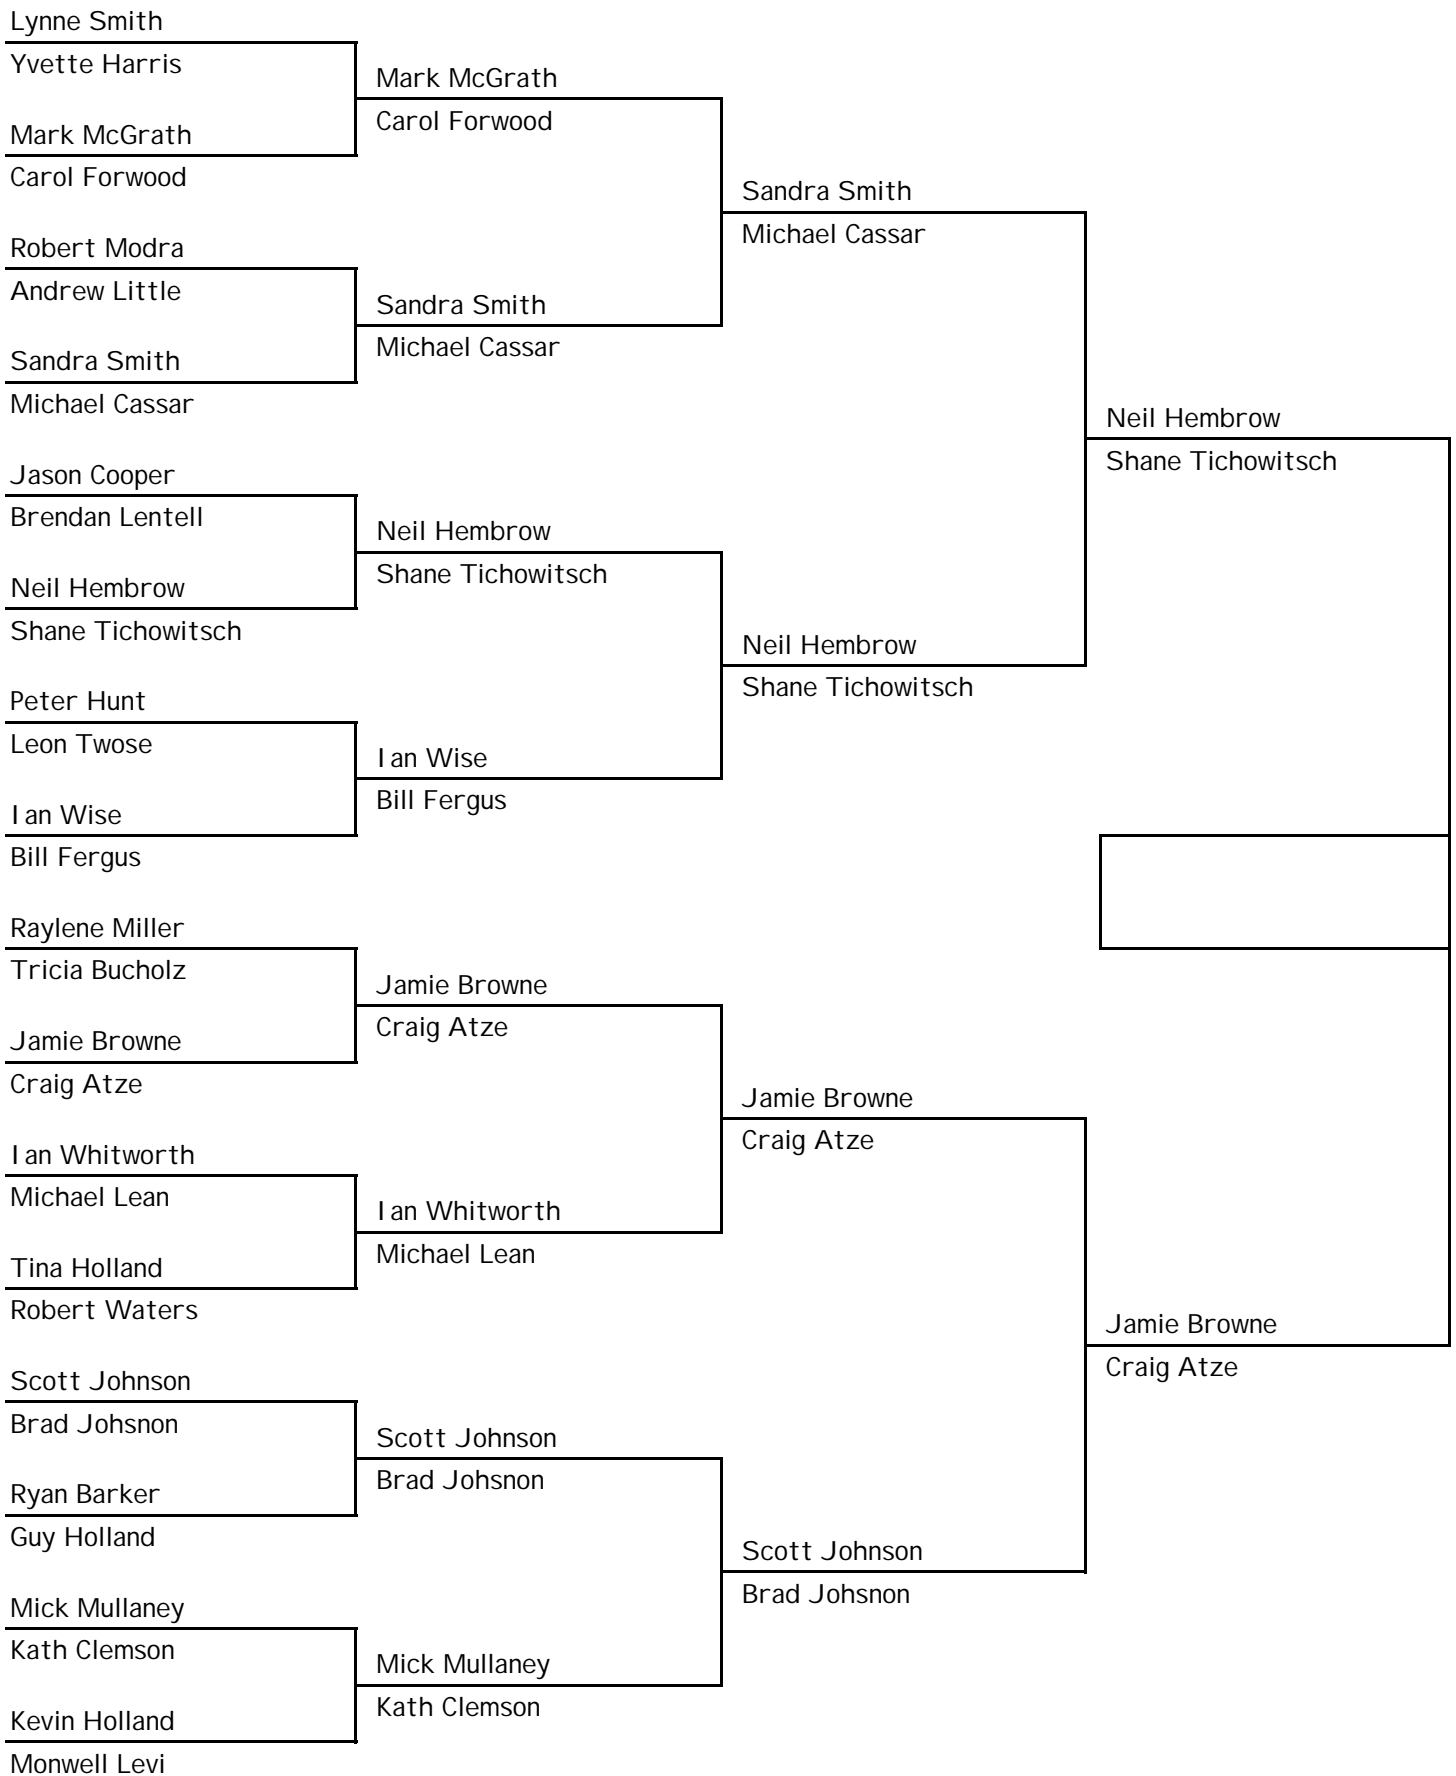 Lynne Smith
Yvette Harris
Mark McGrath
Carol Forwood
Mark McGrath
Carol Forwood
Sandra Smith
Michael Cassar
Robert Modra
Andrew Little
Sandra Smith
Michael Cassar
Sandra Smith
Michael Cassar
Neil Hembrow
Shane Tichowitsch
Jason Cooper
Brendan Lentell
Neil Hembrow
Shane Tichowitsch
Neil Hembrow
Shane Tichowitsch
Neil Hembrow
Shane Tichowitsch
Peter Hunt
Leon Twose
Ian Wise
Bill Fergus
Ian Wise
Bill Fergus
Raylene Miller
Tricia Bucholz
Jamie Browne
Craig Atze
Jamie Browne
Craig Atze
Jamie Browne
Craig Atze
Ian Whitworth
Michael Lean
Ian Whitworth
Michael Lean
Tina Holland
Robert Waters
Jamie Browne
Craig Atze
Scott Johnson
Brad Johsnon
Scott Johnson
Brad Johsnon
Ryan Barker
Guy Holland
Scott Johnson
Brad Johsnon
Mick Mullaney
Kath Clemson
Mick Mullaney
Kath Clemson
Kevin Holland
Monwell Levi